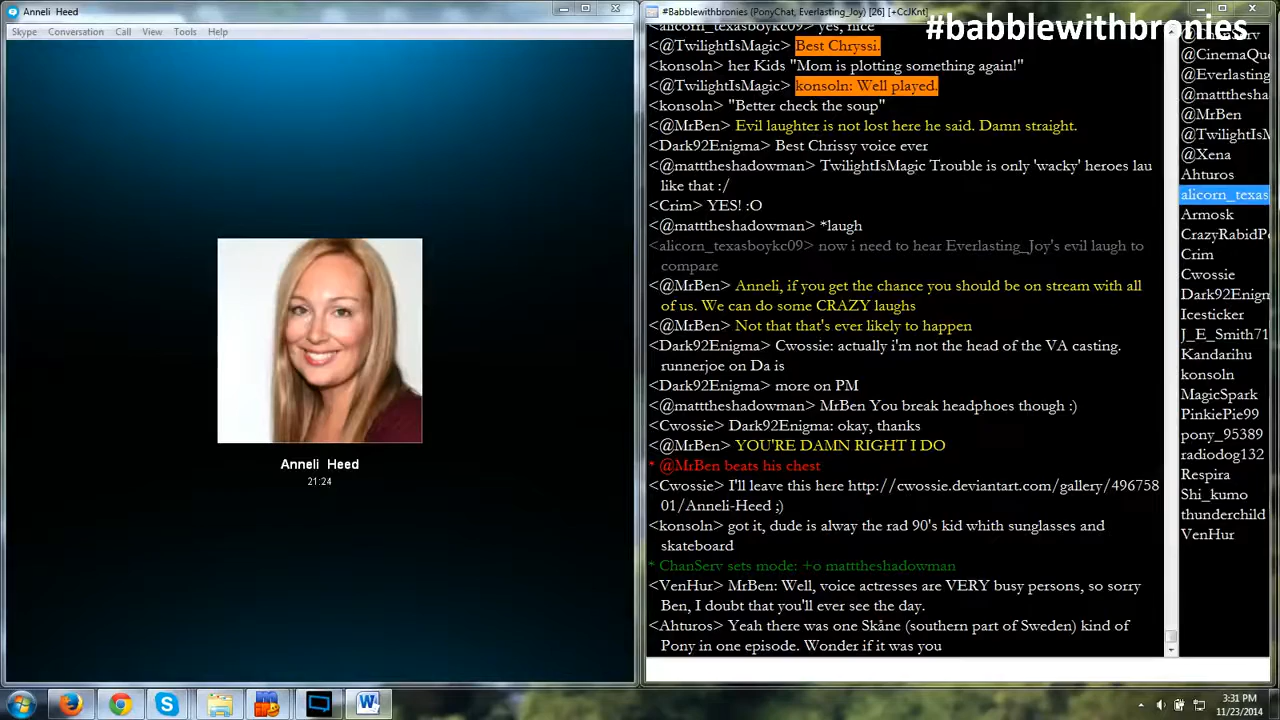 Anneli Heed
Skype Conversation Call View Tools Help
Anneli Heed
21:24
#Babblewithbronies (PonyChat, Everlasting_Joy) [26] [+CcJKnt]
#babblewithbronies
<alicorn_texasboykc09> yes, nice
<@TwilightIsMagic> Best Chryssi.
<konsoln> her Kids "Mom is plotting something again!"
<@TwilightIsMagic> konsoln: Well played.
<konsoln> "Better check the soup"
<@MrBen> Evil laughter is not lost here he said. Damn straight.
<Dark92Enigma> Best Chrissy voice ever
<@matttheshadowman> TwilightIsMagic Trouble is only 'wacky' heroes lau
like that :/
<Crim> YES! :O
<@matttheshadowman> *laugh
<alicorn_texasboykc09> now i need to hear Everlasting_Joy's evil laugh to
compare
<@MrBen> Anneli, if you get the chance you should be on stream with all
of us. We can do some CRAZY laughs
<@MrBen> Not that that's ever likely to happen
<Dark92Enigma> Cwossie: actually i'm not the head of the VA casting.
runnerjoe on Da is
<Dark92Enigma> more on PM
<@matttheshadowman> MrBen You break headphoes though :)
<Cwossie> Dark92Enigma: okay, thanks
<@MrBen> YOU'RE DAMN RIGHT I DO
* @MrBen beats his chest
<Cwossie> I'll leave this here http://cwossie.deviantart.com/gallery/496758
01/Anneli-Heed ;)
<konsoln> got it, dude is alway the rad 90's kid whith sunglasses and
skateboard
* ChanServ sets mode: +o matttheshadowman
<VenHur> MrBen: Well, voice actresses are VERY busy persons, so sorry
Ben, I doubt that you'll ever see the day.
<Ahturos> Yeah there was one Skåne (southern part of Sweden) kind of
Pony in one episode. Wonder if it was you
@CinemaQu
@Everlasting
@mattthesha
@MrBen
@TwilightIsM
@Xena
Ahturos
alicorn_texas
Armosk
CrazyRabidP
Crim
Cwossie
Dark92Enigm
Icesticker
J_E_Smith71
Kandarihu
konsoln
MagicSpark
PinkiePie99
pony_95389
radiodog132
Respira
Shi_kumo
thunderchild
VenHur
3:31 PM
11/23/2014